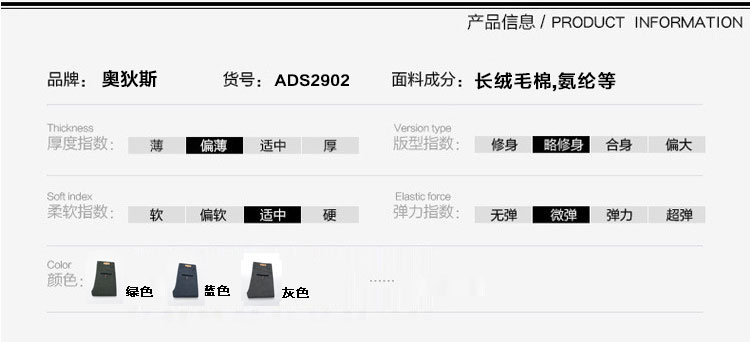 产品信息 / PRODUCT INFORMATION
品牌： 奥狄斯 货号：ADS2902 面料成分：长绒毛棉,氨纶等
Thickness Version type
厚度指数： 薄 偏薄 适中 厚 版型指数： 修身 略修身 合身 偏大
Soft index Elastic force
柔软指数： 软 偏软 适中 硬 弹力指数： 无弹 微弹 弹力 超弹
Color
颜色： 绿色 蓝色 灰色 ······